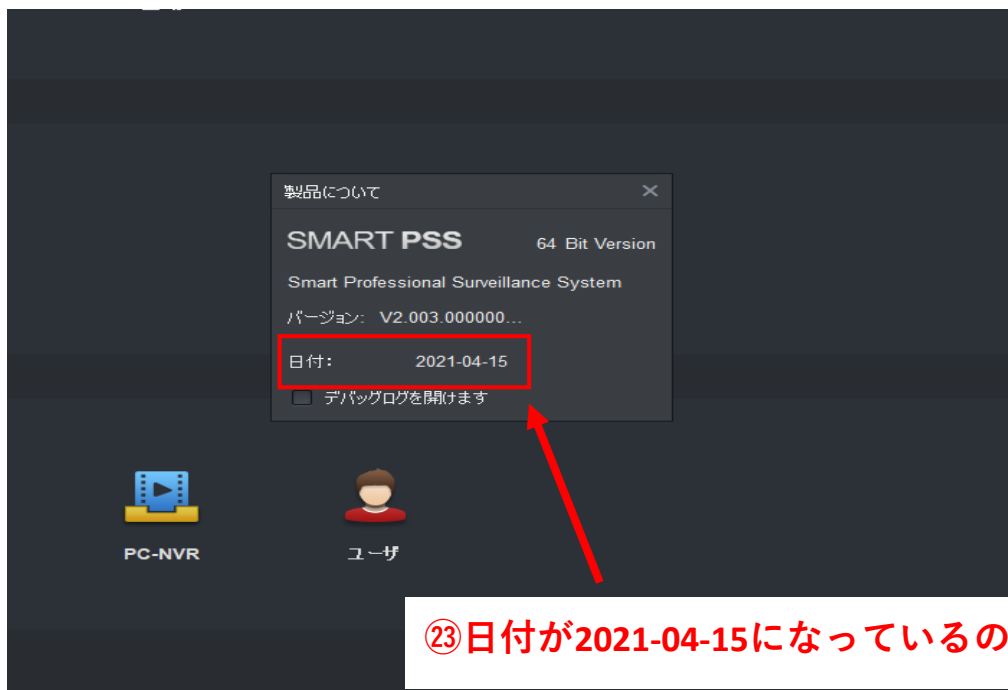 製品について
SMART PSS 64 Bit Version
Smart Professional Surveillance System
バージョン: V2.003.000000...
日付: 2021-04-15
デバッグログを開けます
PC-NVR ユーザ
㉓日付が2021-04-15になっているの